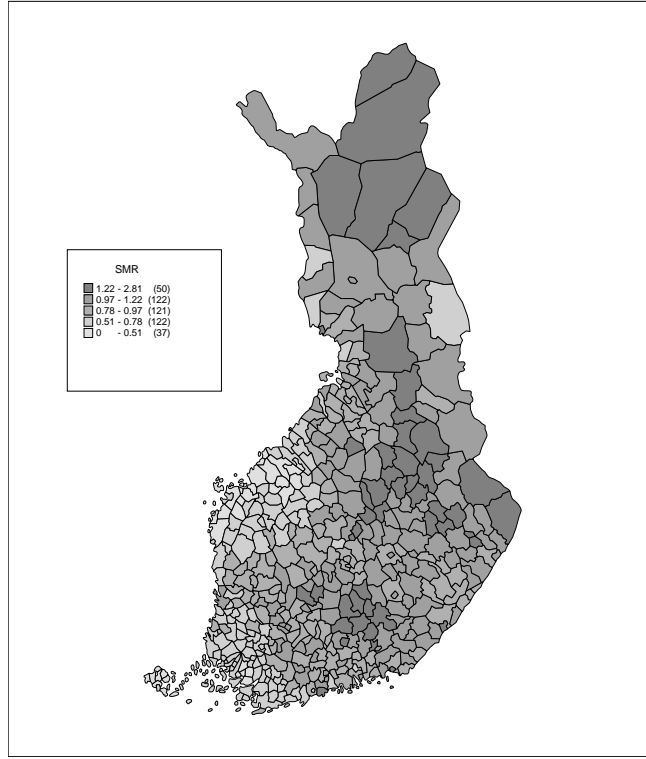 SMR
1.22 - 2.81 (50)
0.97 - 1.22 (122)
0.78 - 0.97 (121)
0.51 - 0.78 (122)
0 - 0.51 (37)